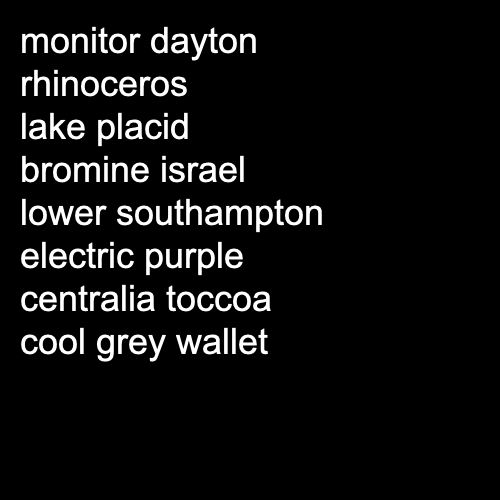 monitor dayton
rhinoceros
lake placid
bromine israel
lower southampton
electric purple
centralia toccoa
cool grey wallet